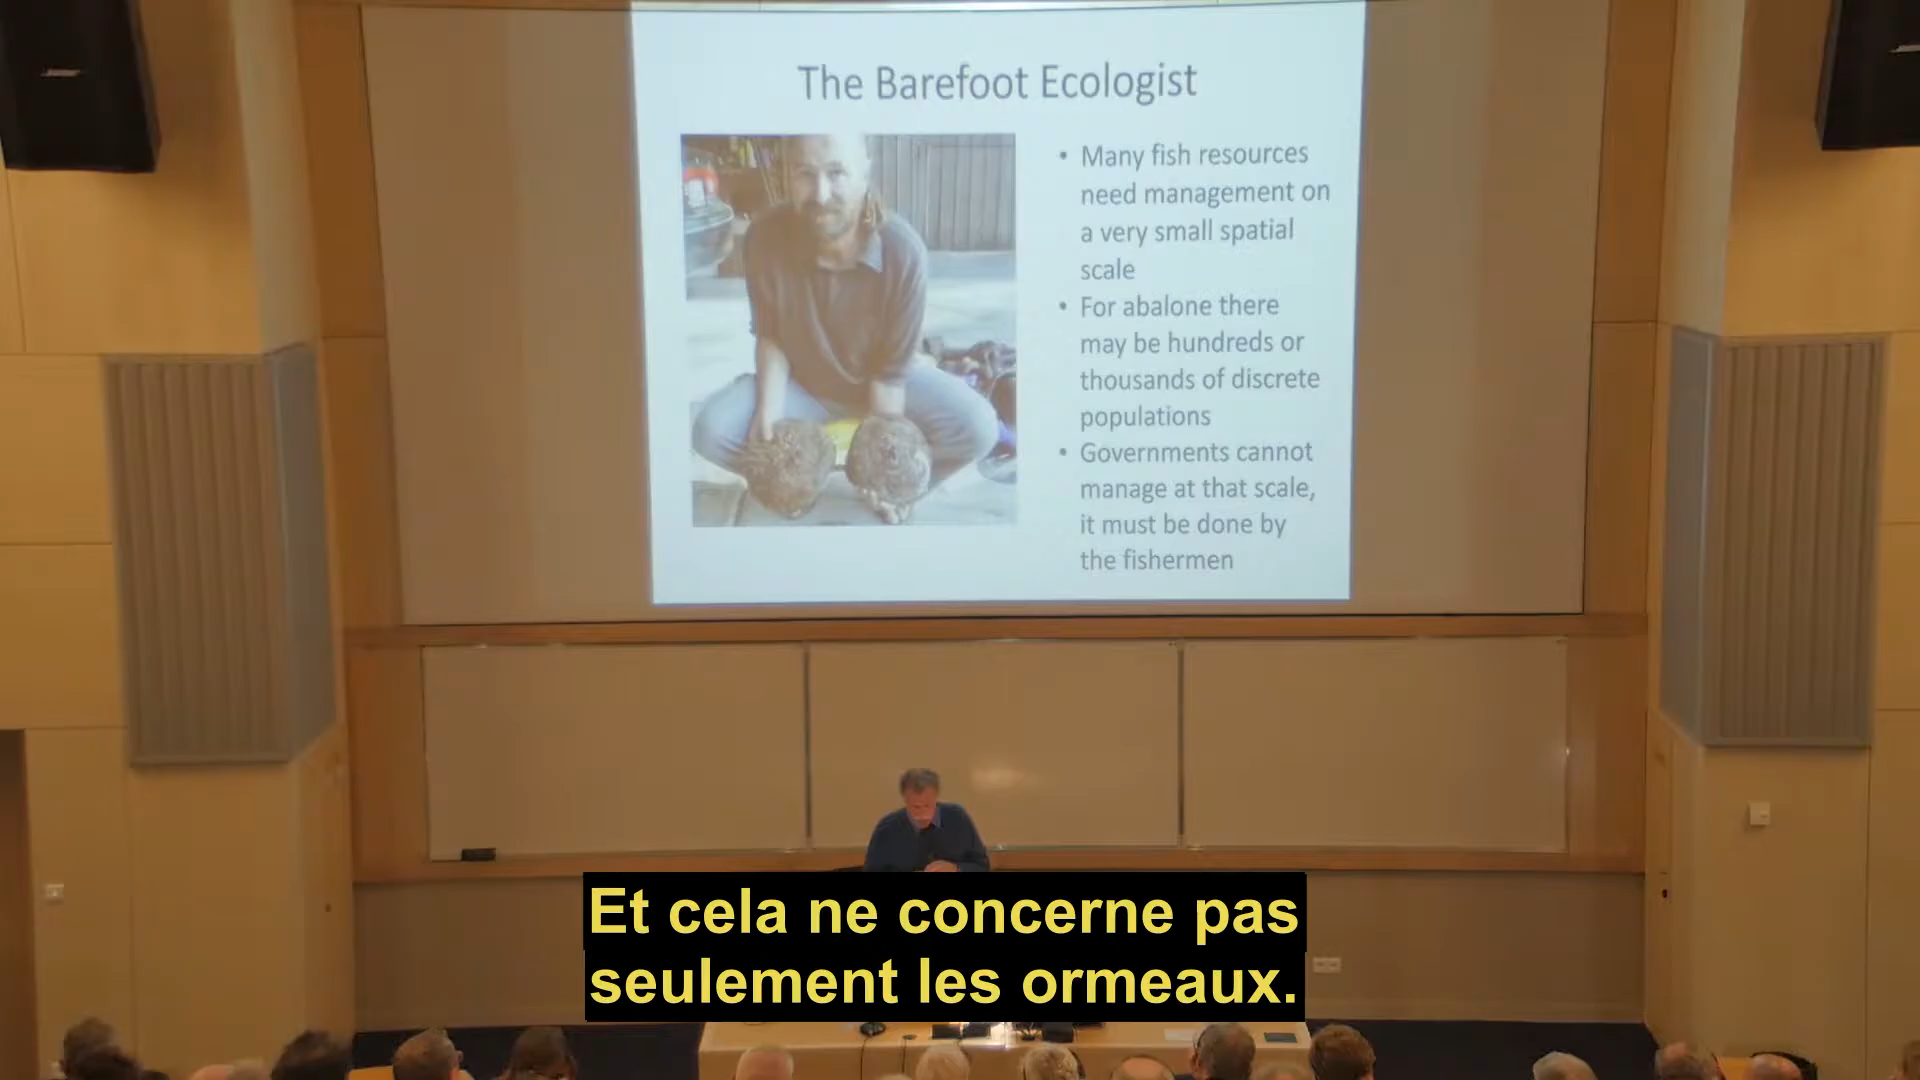 The Barefoot Ecologist
• Many fish resources
need management on
a very small spatial
scale
• For abalone there
may be hundreds or
thousands of discrete
populations
• Governments cannot
manage at that scale,
it must be done by
the fishermen
Et cela ne concerne pas
seulement les ormeaux.